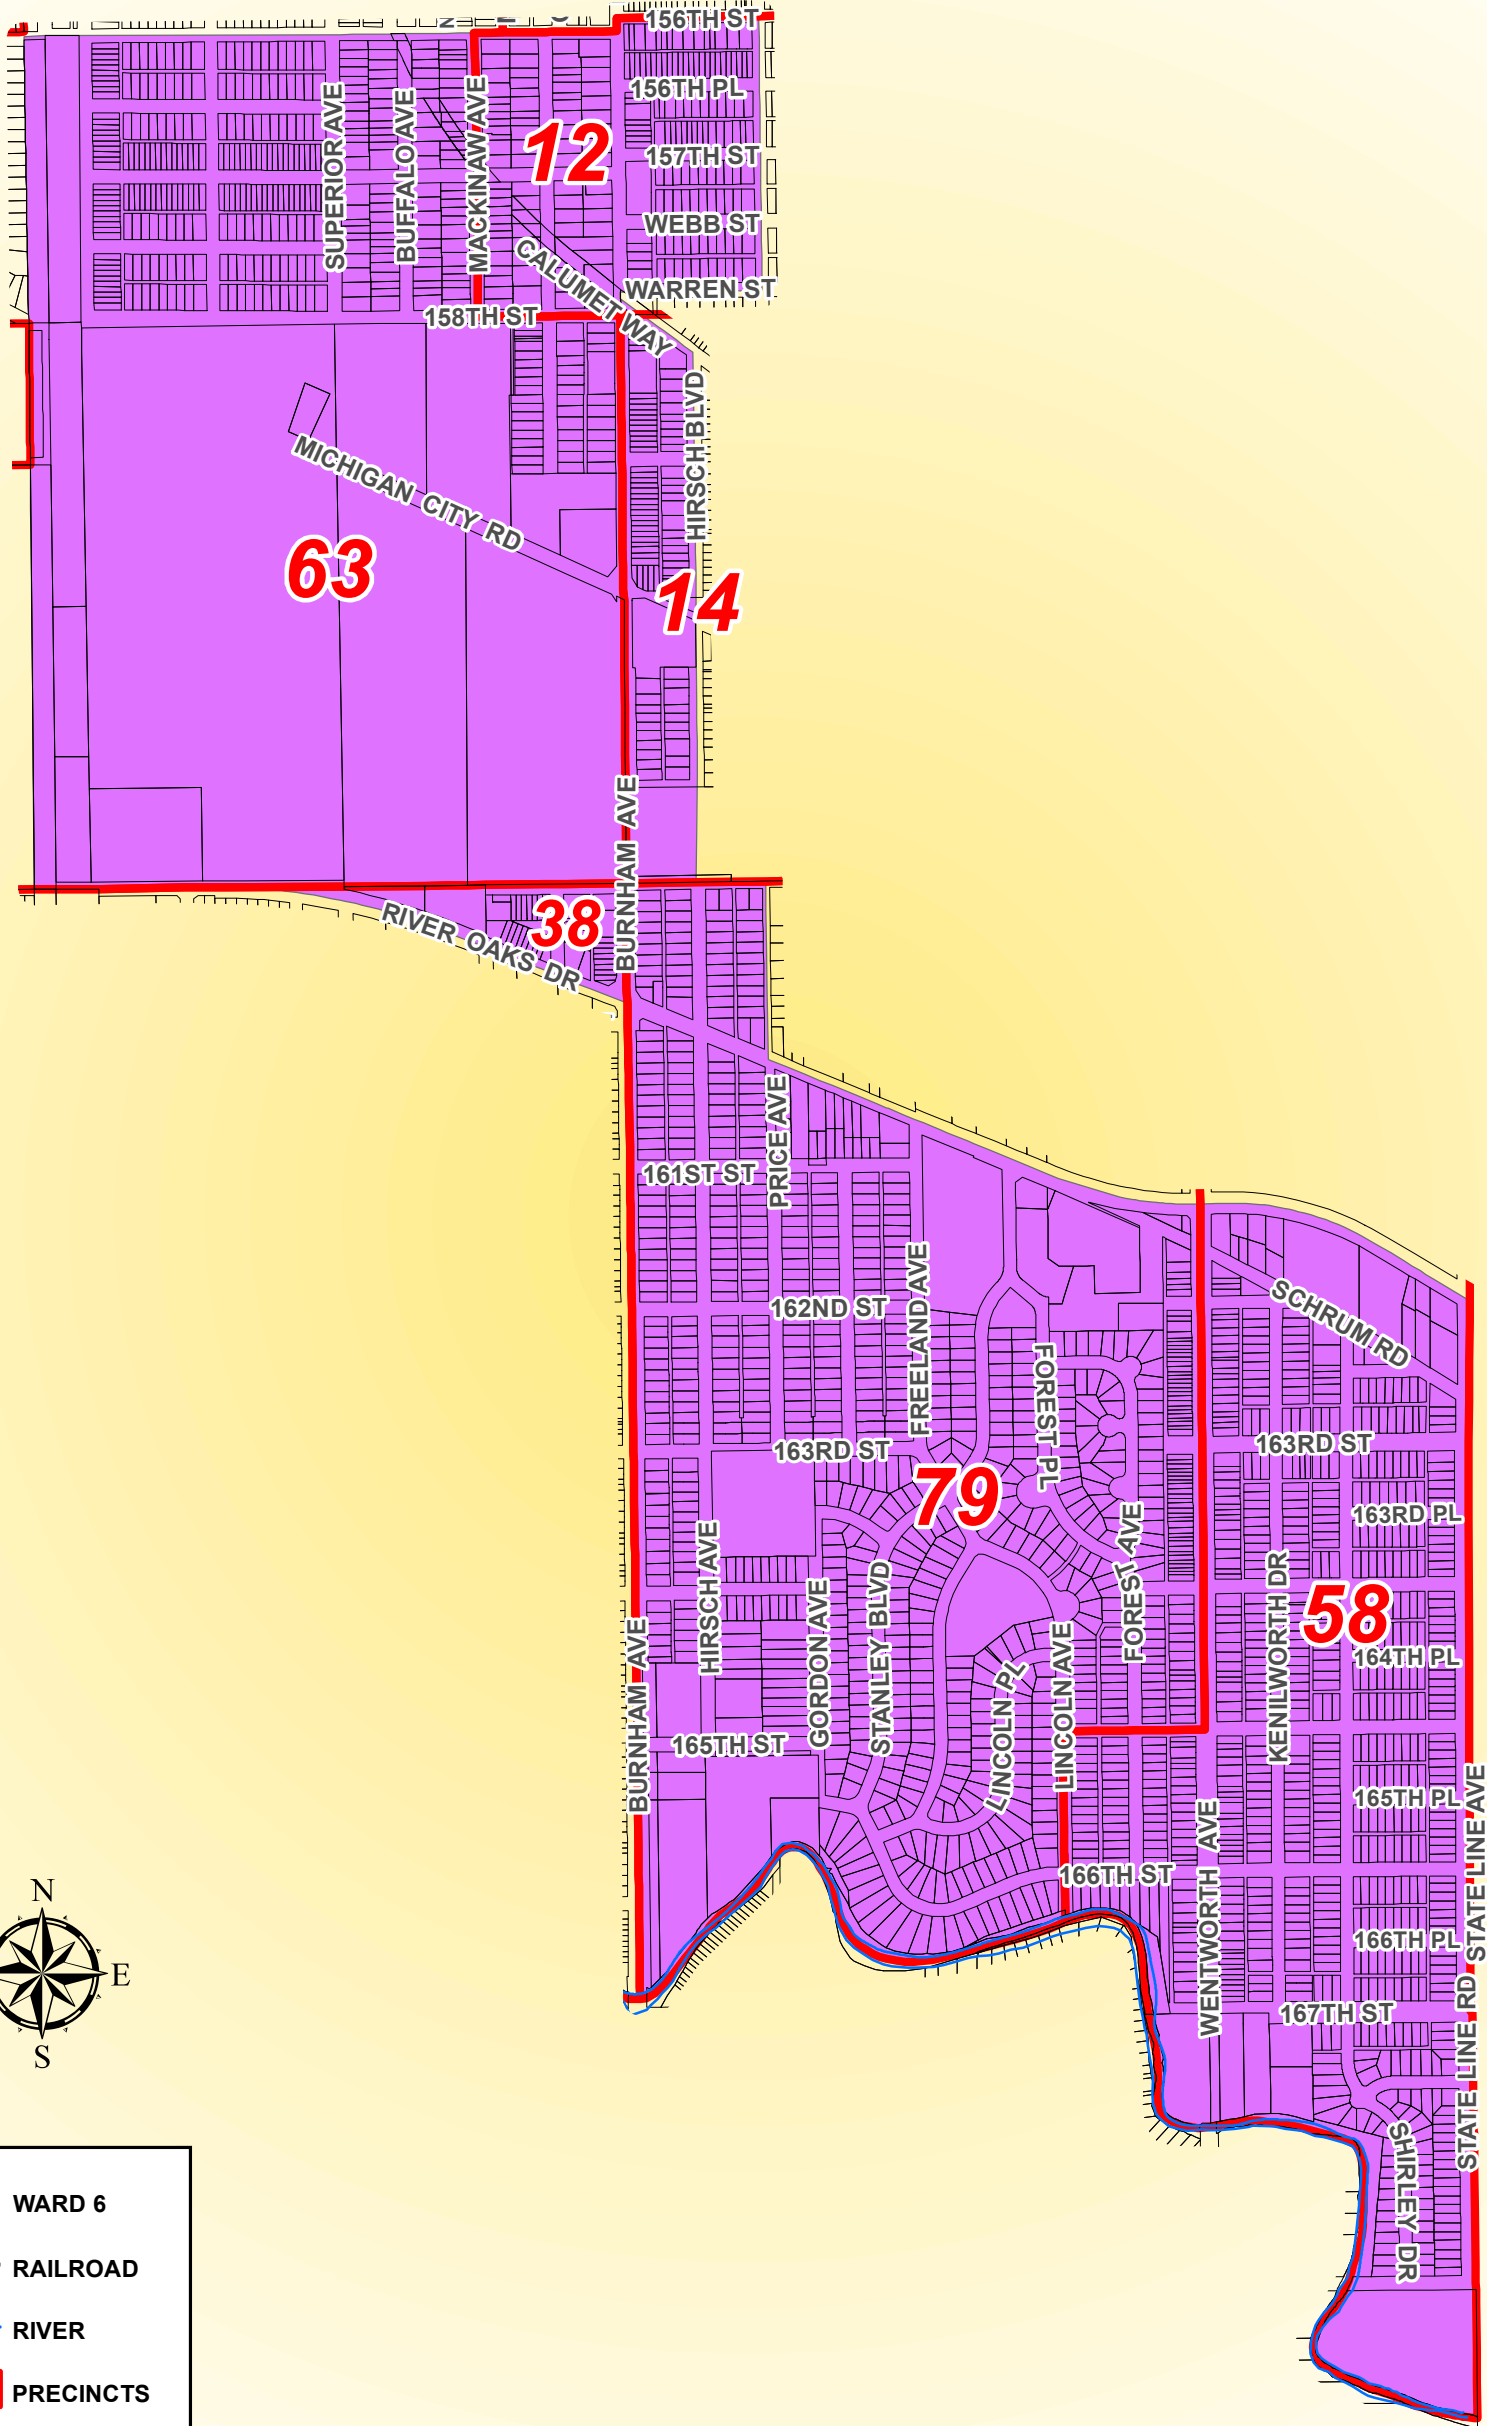 156TH ST
156TH PL
SUPERIOR AVE
BUFFALO AVE
MACKINAW AVE
12
157TH ST
WEBB ST
CALUMET WAY
WARREN ST
158TH ST
HIRSCH BLVD
MICHIGAN CITY RD
63
14
BURNHAM AVE
38
RIVER OAKS DR
PRICE AVE
161ST ST
162ND ST
FREELAND AVE
SCHRUM RD
FOREST PL
163RD ST
163RD ST
79
163RD PL
HIRSCH AVE
FOREST AVE
GORDON AVE
STANLEY BLVD
KENILWORTH DR
58
BURNHAM AVE
LINCOLN PL
LINCOLN AVE
164TH PL
165TH ST
165TH PL
STATE LINE AVE
WENTWORTH AVE
166TH ST
166TH PL
N
E
S
167TH ST
STATE LINE RD
SHIRLEY DR
WARD 6
RAILROAD
RIVER
PRECINCTS